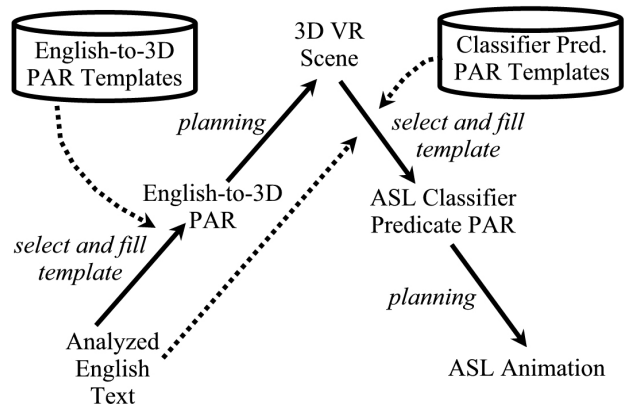 English-to-3D
PAR Templates
3D VR
Scene
Classifier Pred.
PAR Templates
planning
select and fill
template
English-to-3D
PAR
ASL Classifier
Predicate PAR
select and fill
template
planning
Analyzed
English
Text
ASL Animation